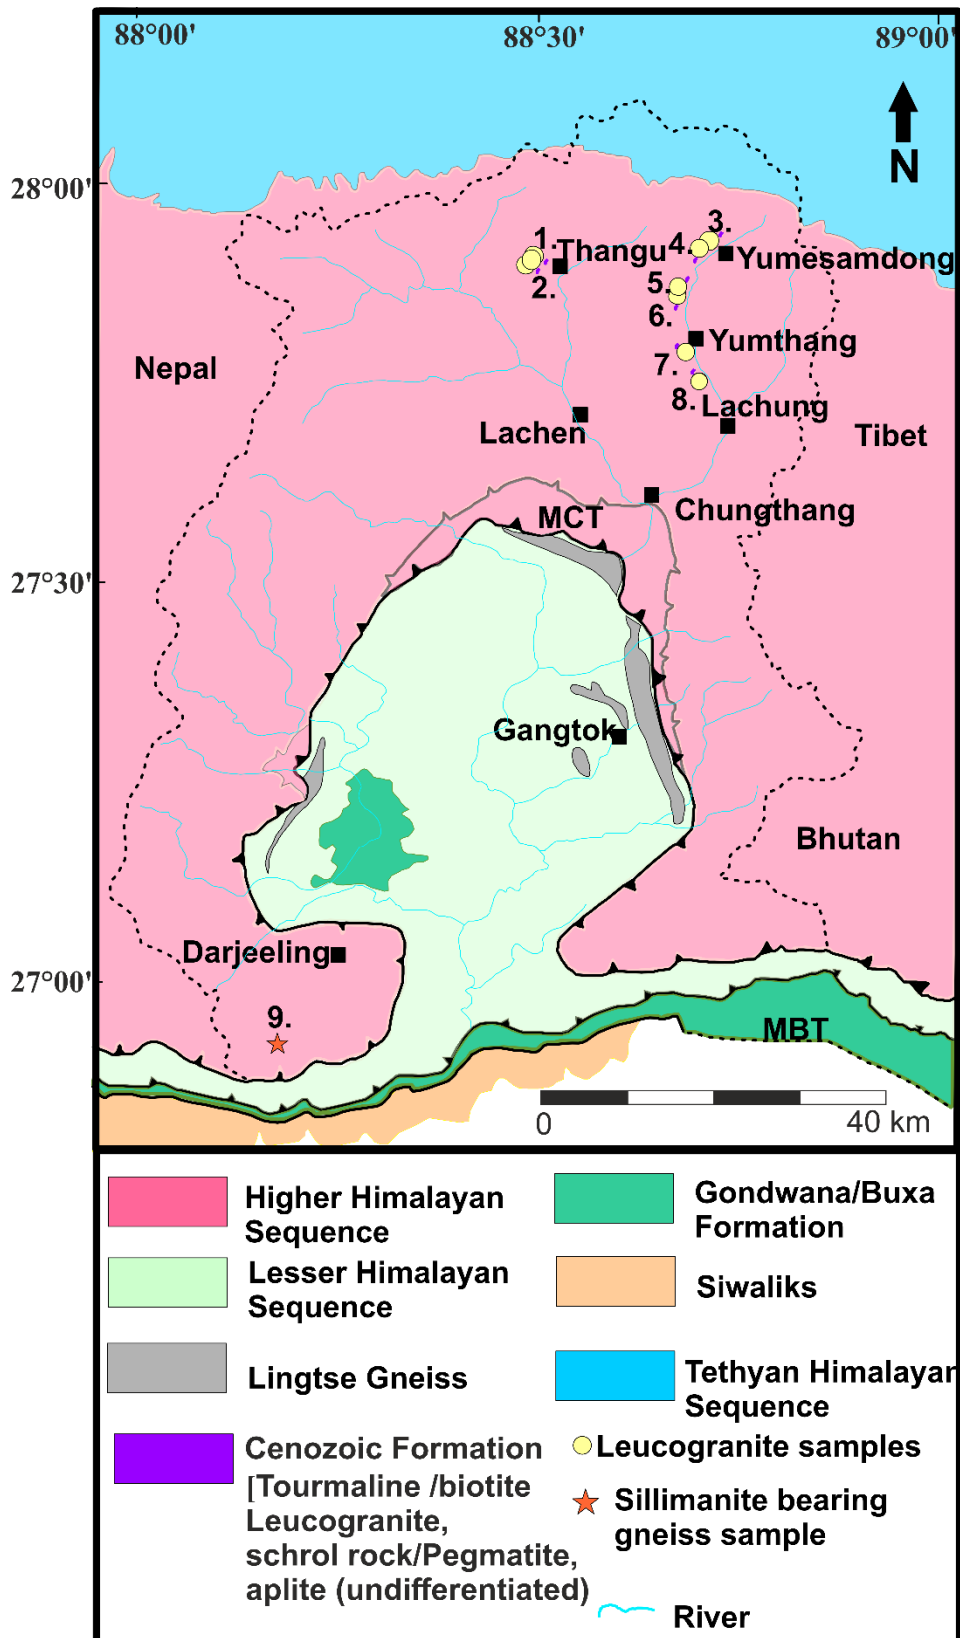 88°00'
88°30'
89°00'
N
28°00'
1.
Thangu
2.
3.
4.
Yumesamdong
5.
6.
Yumthang
7.
8.
Lachung
Nepal
Lachen
Tibet
MCT
Chungthang
27°30'
Gangtok
Bhutan
Darjeeling
27°00'
9.
MBT
0
40 km
Higher Himalayan
Sequence
Lesser Himalayan
Sequence
Lingtse Gneiss
Cenozoic Formation
[Tourmaline /biotite
Leucogranite,
schrol rock/Pegmatite,
aplite (undifferentiated)
Gondwana/Buxa
Formation
Siwaliks
Tethyan Himalayan
Sequence
Leucogranite samples
Sillimanite bearing
gneiss sample
River